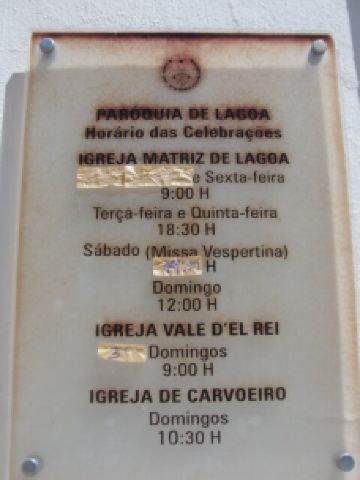 PARÓQUIA DE LAGOA
Horário das Celebrações
IGREJA MATRIZ DE LAGOA
e Sexta-feira
9:00 H
Terça-feira e Quinta-feira
18:30 H
Sábado (Missa Vespertina)
H
Domingo
12:00 H
IGREJA VALE D'EL REI
Domingos
9:00 H
IGREJA DE CARVOEIRO
Domingos
10:30 H